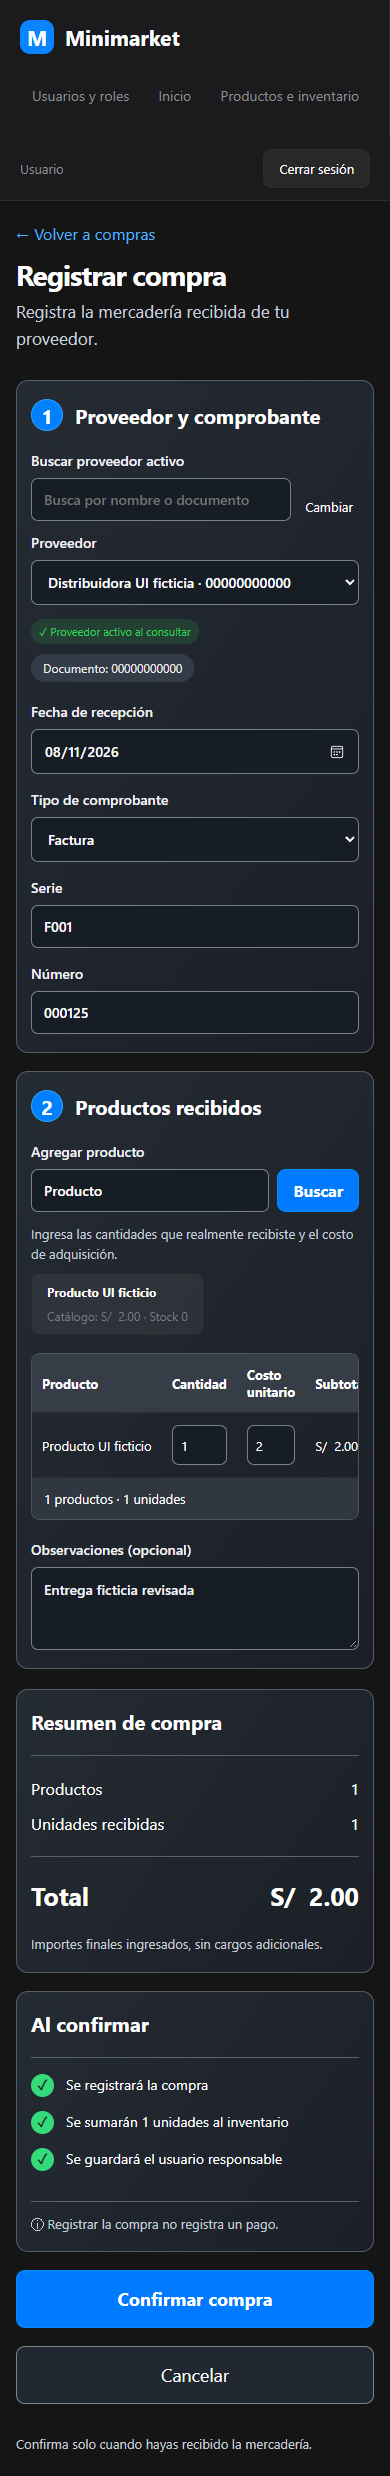 M Minimarket
Usuarios y roles Inicio Productos e inventario
Usuario Cerrar sesión
← Volver a compras
Registrar compra
Registra la mercadería recibida de tu
proveedor.
1 Proveedor y comprobante
Buscar proveedor activo
Busca por nombre o documento Cambiar
Proveedor
Distribuidora UI ficticia · 00000000000
✓ Proveedor activo al consultar
Documento: 00000000000
Fecha de recepción
08/11/2026
Tipo de comprobante
Factura
Serie
F001
Número
000125
2 Productos recibidos
Agregar producto
Producto Buscar
Ingresa las cantidades que realmente recibiste y el costo
de adquisición.
Producto UI ficticio
Catálogo: S/ 2.00 · Stock 0
Producto Cantidad Costo unitario Subtota
Producto UI ficticio 1 2 S/ 2.00
1 productos · 1 unidades
Observaciones (opcional)
Entrega ficticia revisada
Resumen de compra
Productos 1
Unidades recibidas 1
Total S/ 2.00
Importes finales ingresados, sin cargos adicionales.
Al confirmar
✓ Se registrará la compra
✓ Se sumarán 1 unidades al inventario
✓ Se guardará el usuario responsable
ⓘ Registrar la compra no registra un pago.
Confirmar compra
Cancelar
Confirma solo cuando hayas recibido la mercadería.